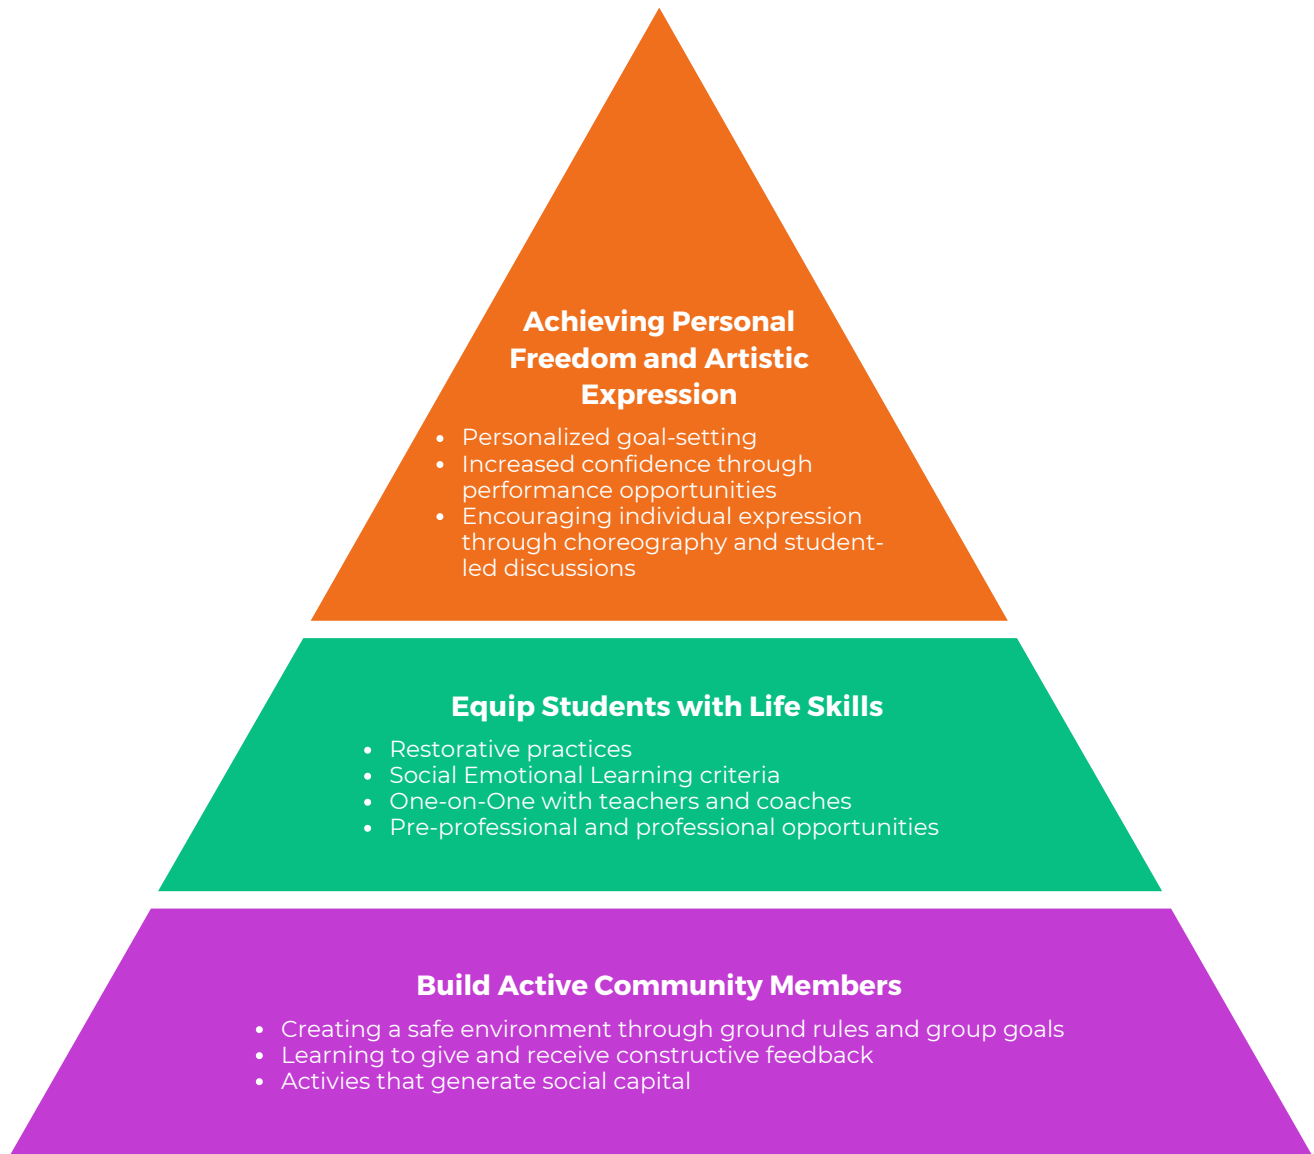 Achieving Personal
Freedom and Artistic
Expression
• Personalized goal-setting
• Increased confidence through
performance opportunities
• Encouraging individual expression
through choreography and student-
led discussions
Equip Students with Life Skills
• Restorative practices
• Social Emotional Learning criteria
• One-on-One with teachers and coaches
• Pre-professional and professional opportunities
Build Active Community Members
• Creating a safe environment through ground rules and group goals
• Learning to give and receive constructive feedback
• Activies that generate social capital